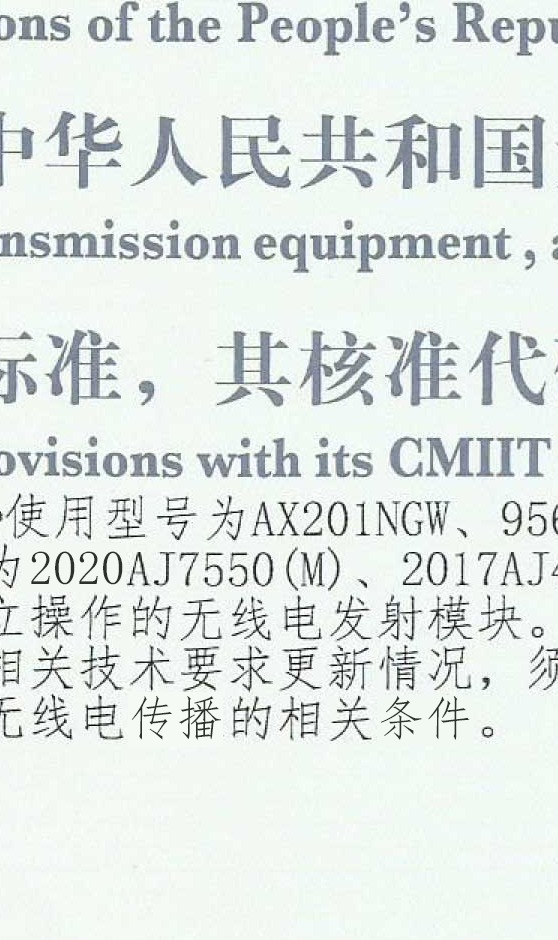 ons of the People's Repu
中华人民共和国
nsmission equipment , a
标准，其核准代
ovisions with its CMIIT
使用型号为AX201NGW、956
为2020AJ7550(M)、2017AJ4
立操作的无线电发射模块。
相关技术要求更新情况，须
无线电传播的相关条件。